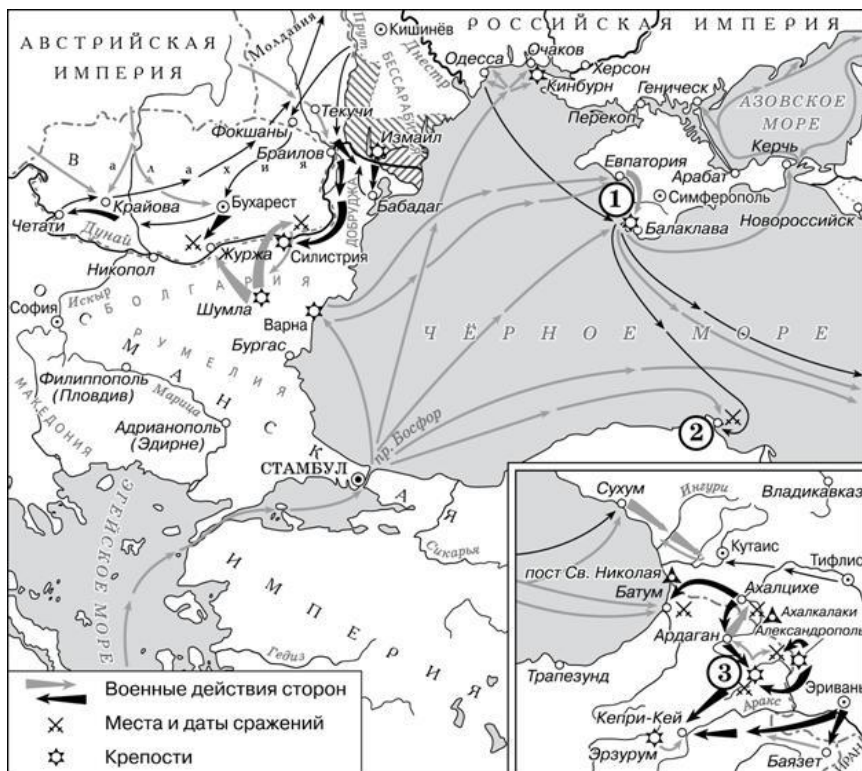 АВСТРИЙСКАЯ
ИМПЕРИЯ
РОССИЙСКАЯ ИМПЕРИЯ
Молдавия
Прут
Кишинёв
Днестр
БЕССАРАБ
Одесса
Очаков
Херсон
Кинбурн
Геническ
Перекоп
АЗОВСКОЕ
МОРЕ
Фокшаны
Текучи
Измаил
Браилов
Валахия
Крайова
Бухарест
Четати
Дунай
Бабадаг
ДОБРУДЖА
Журжа
Силистрия
Никопол
Евпатория
Арабат
Керчь
1
Симферополь
Балаклава
Новороссийск
БОЛГАРИЯ
Искыр
София
Шумла
Варна
РУМЕЛИЯ
Бургас
ЧЁРНОЕ МОРЕ
Филиппополь
(Пловдив)
Марица
МАКЕДОНИЯ
Адрианополь
(Эдирне)
ОСМАНСКАЯ
ИМПЕРИЯ
пр. Босфор
СТАМБУЛ
2
ЭГЕЙСКОЕ МОРЕ
Сикарья
Гедиз
Сухум
Ингури
Владикавказ
Кутаис
Тифлис
пост Св. Николая
Ахалцихе
Батум
Ахалкалаки
Ардаган
Александрополь
Трапезунд
3
Эривань
Аракс
Кепри-Кей
Эрзурум
Баязет
ИРАН
Военные действия сторон
Места и даты сражений
Крепости